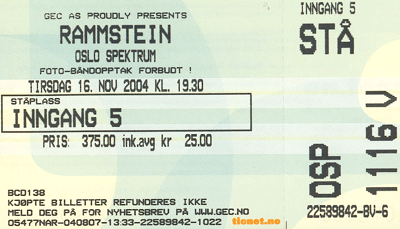 GEC AS PROUDLY PRESENTS
RAMMSTEIN
OSLO SPEKTRUM
FOTO-BÅNDOPPTAK FORBUDT !
TIRSDAG 16. NOV 2004 KL. 19.30
STÅPLASS
INNGANG 5
PRIS: 375.00 ink.avg kr 25.00
BCD138
KJØPTE BILLETTER REFUNDERES IKKE
MELD DEG PÅ FOR NYHETSBREV PÅ WWW.GEC.NO
05477NAR-040807-13:48 22589842-1022
ticnet.no
INNGANG 5
STÅ
OSP
1116 V
22589842-BV-6